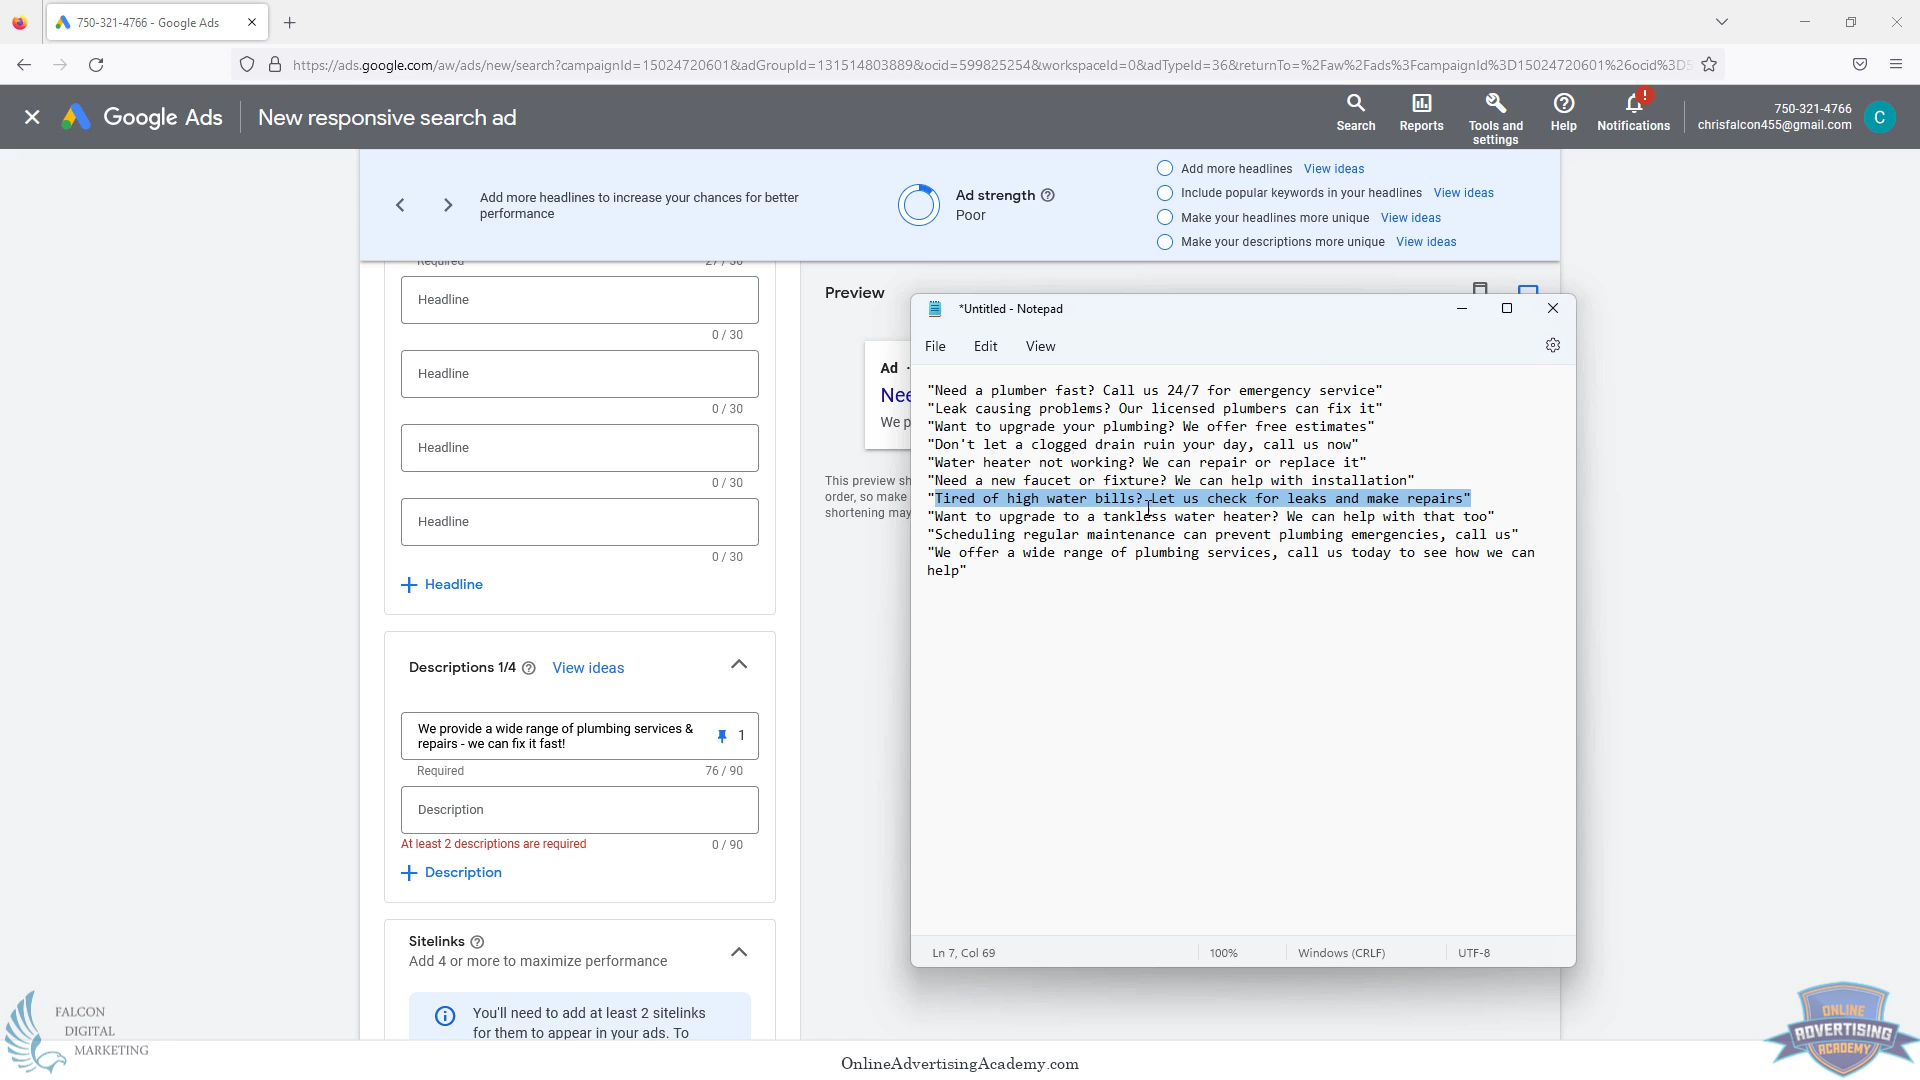 750-321-4766 - Google Ads
https://ads.google.com/aw/ads/new/search?campaignId=15024720601&adGroupId=131514803889&ocid=599825254&workspaceId=0&adTypeId=36&returnTo=%2Faw%2Fads%3FcampaignId%3D15024720601%26ocid%3D5
Google Ads
New responsive search ad
Search
Reports
Tools and
settings
Help
!
Notifications
750-321-4766
chrisfalcon455@gmail.com
C
Add more headlines to increase your chances for better
performance
Ad strength
Poor
Add more headlines View ideas
Include popular keywords in your headlines View ideas
Make your headlines more unique View ideas
Make your descriptions more unique View ideas
Required 27 / 30
Headline
0 / 30
Headline
0 / 30
Headline
0 / 30
Headline
0 / 30
+ Headline
Descriptions 1/4 View ideas
We provide a wide range of plumbing services &
repairs - we can fix it fast!
1
Required 76 / 90
Description
At least 2 descriptions are required 0 / 90
+ Description
Sitelinks
Add 4 or more to maximize performance
You'll need to add at least 2 sitelinks
for them to appear in your ads. To
Preview
Ad ·
Nee
We p
This preview sh
order, so make
shortening may
*Untitled - Notepad
File Edit View
"Need a plumber fast? Call us 24/7 for emergency service"
"Leak causing problems? Our licensed plumbers can fix it"
"Want to upgrade your plumbing? We offer free estimates"
"Don't let a clogged drain ruin your day, call us now"
"Water heater not working? We can repair or replace it"
"Need a new faucet or fixture? We can help with installation"
"Tired of high water bills? Let us check for leaks and make repairs"
"Want to upgrade to a tankless water heater? We can help with that too"
"Scheduling regular maintenance can prevent plumbing emergencies, call us"
"We offer a wide range of plumbing services, call us today to see how we can
help"
Ln 7, Col 69
100%
Windows (CRLF)
UTF-8
FALCON
DIGITAL
MARKETING
OnlineAdvertisingAcademy.com
ONLINE
ADVERTISING
ACADEMY